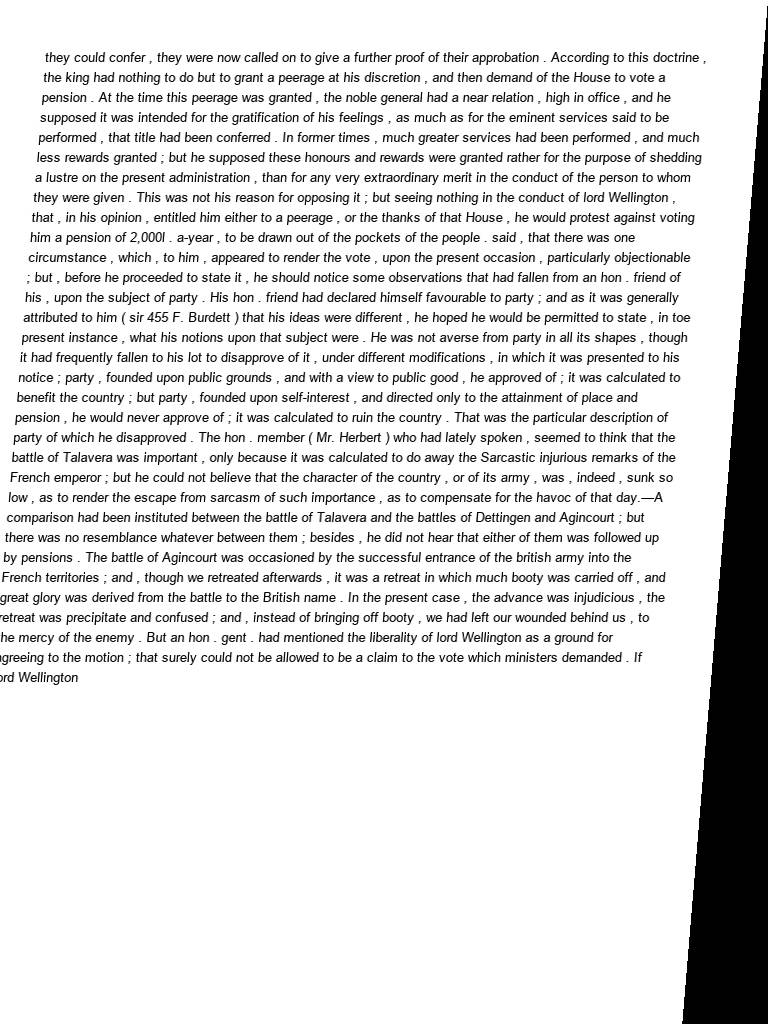 they could confer , they were now called on to give a further proof of their approbation . According to this doctrine ,
the king had nothing to do but to grant a peerage at his discretion , and then demand of the House to vote a
pension . At the time this peerage was granted , the noble general had a near relation , high in office , and he
supposed it was intended for the gratification of his feelings , as much as for the eminent services said to be
performed , that title had been conferred . In former times , much greater services had been performed , and much
less rewards granted ; but he supposed these honours and rewards were granted rather for the purpose of shedding
a lustre on the present administration , than for any very extraordinary merit in the conduct of the person to whom
they were given . This was not his reason for opposing it ; but seeing nothing in the conduct of lord Wellington ,
that , in his opinion , entitled him either to a peerage , or the thanks of that House , he would protest against voting
him a pension of 2,000l . a-year , to be drawn out of the pockets of the people . said , that there was one
circumstance , which , to him , appeared to render the vote , upon the present occasion , particularly objectionable
; but , before he proceeded to state it , he should notice some observations that had fallen from an hon . friend of
his , upon the subject of party . His hon . friend had declared himself favourable to party ; and as it was generally
attributed to him ( sir 455 F. Burdett ) that his ideas were different , he hoped he would be permitted to state , in toe
present instance , what his notions upon that subject were . He was not averse from party in all its shapes , though
it had frequently fallen to his lot to disapprove of it , under different modifications , in which it was presented to his
notice ; party , founded upon public grounds , and with a view to public good , he approved of ; it was calculated to
benefit the country ; but party , founded upon self-interest , and directed only to the attainment of place and
pension , he would never approve of ; it was calculated to ruin the country . That was the particular description of
party of which he disapproved . The hon . member ( Mr. Herbert ) who had lately spoken , seemed to think that the
battle of Talavera was important , only because it was calculated to do away the Sarcastic injurious remarks of the
French emperor ; but he could not believe that the character of the country , or of its army , was , indeed , sunk so
low , as to render the escape from sarcasm of such importance , as to compensate for the havoc of that day.—A
comparison had been instituted between the battle of Talavera and the battles of Dettingen and Agincourt ; but
there was no resemblance whatever between them ; besides , he did not hear that either of them was followed up
by pensions . The battle of Agincourt was occasioned by the successful entrance of the british army into the
French territories ; and , though we retreated afterwards , it was a retreat in which much booty was carried off , and
great glory was derived from the battle to the British name . In the present case , the advance was injudicious , the
retreat was precipitate and confused ; and , instead of bringing off booty , we had left our wounded behind us , to
the mercy of the enemy . But an hon . gent . had mentioned the liberality of lord Wellington as a ground for
agreeing to the motion ; that surely could not be allowed to be a claim to the vote which ministers demanded . If
lord Wellington